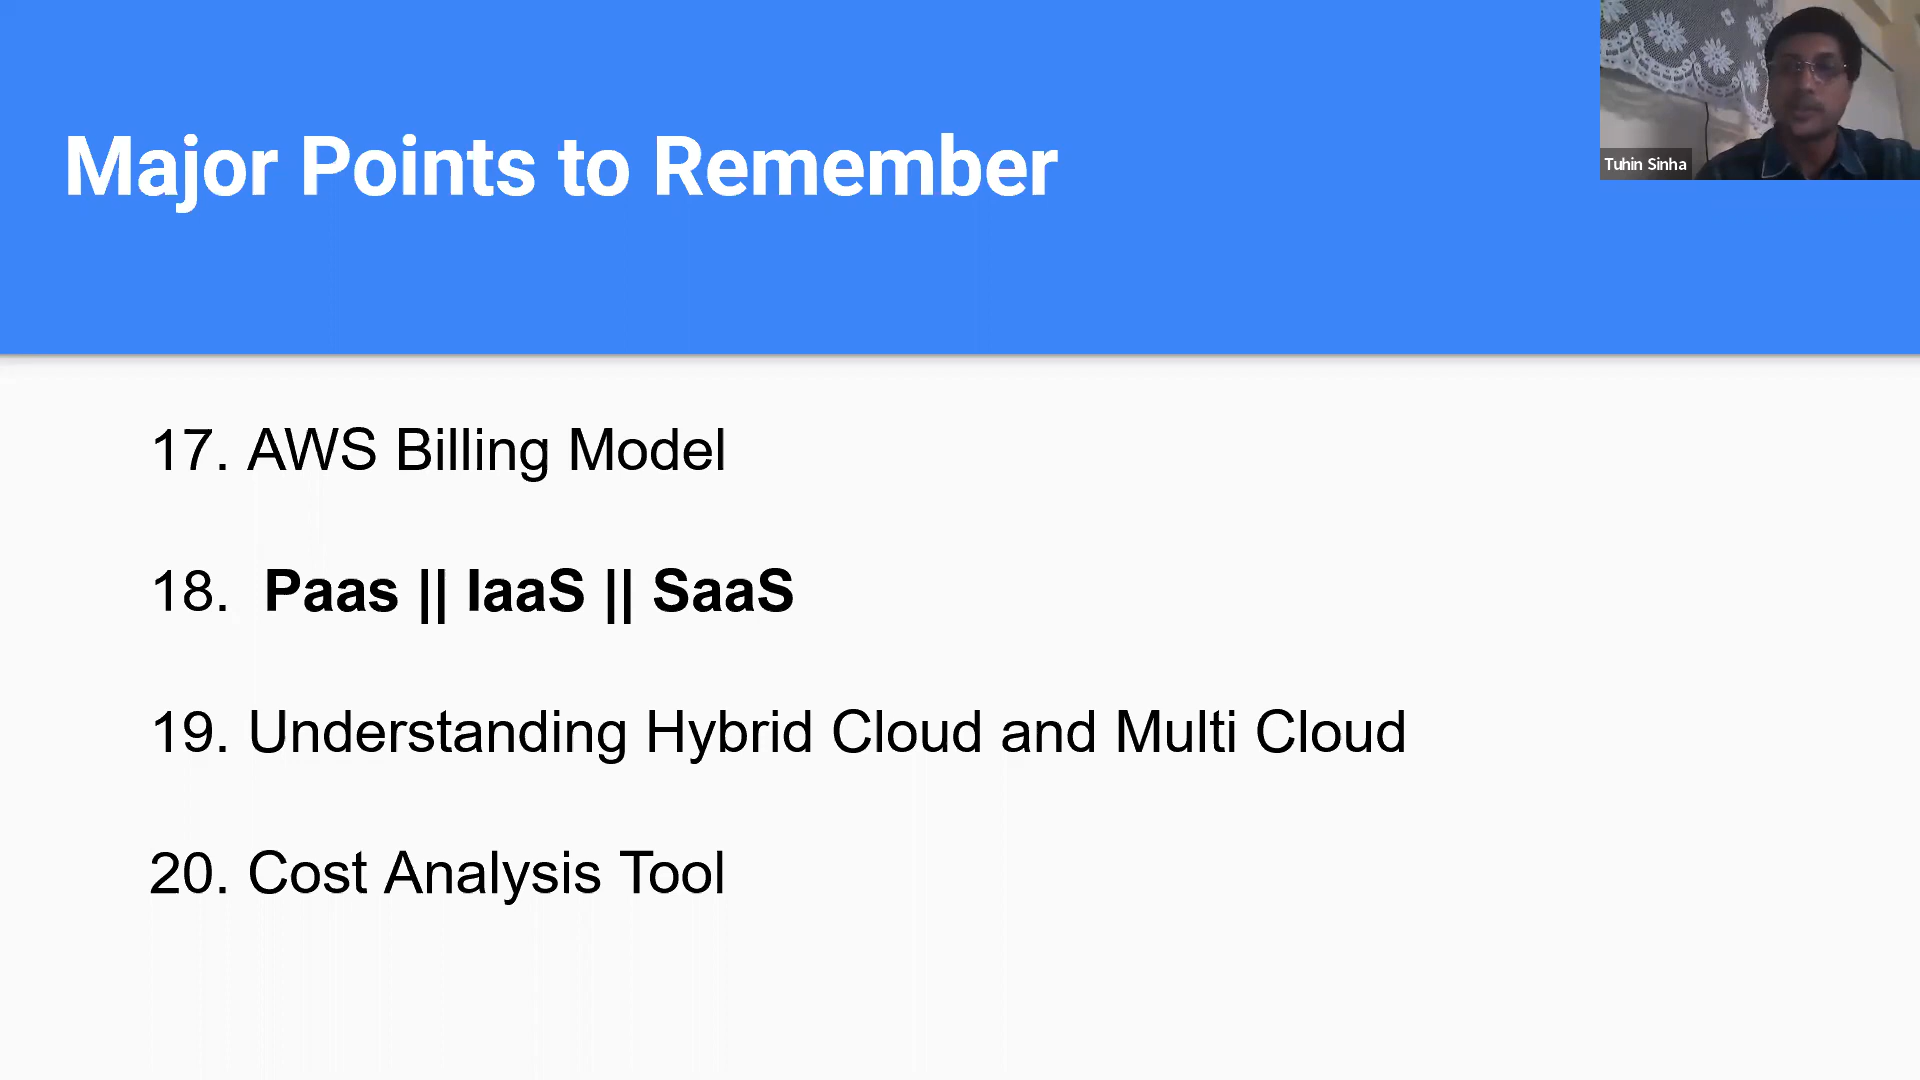 Major Points to Remember
Tuhin Sinha
17. AWS Billing Model
18. Paas || IaaS || SaaS
19. Understanding Hybrid Cloud and Multi Cloud
20. Cost Analysis Tool